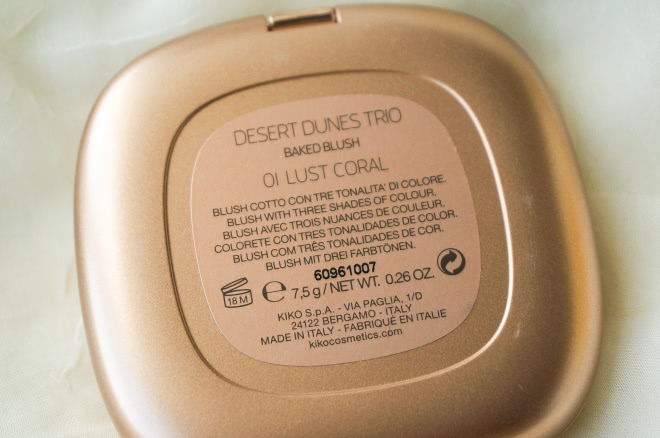 DESERT DUNES TRIO
BAKED BLUSH
01 LUST CORAL
BLUSH COTTO CON TRE TONALITA' DI COLORE.
BLUSH WITH THREE SHADES OF COLOUR.
BLUSH AVEC TROIS NUANCES DE COULEUR.
COLORETE CON TRES TONALIDADES DE COLOR.
BLUSH COM TRÊS TONALIDADES DE COR.
BLUSH MIT DREI FARBTÖNEN.
60961007
18 M ℮ 7,5 g / NET WT. 0.26 OZ.
KIKO S.p.A. - VIA PAGLIA, 1/D
24122 BERGAMO - ITALY
MADE IN ITALY - FABRIQUÉ EN ITALIE
kikocosmetics.com